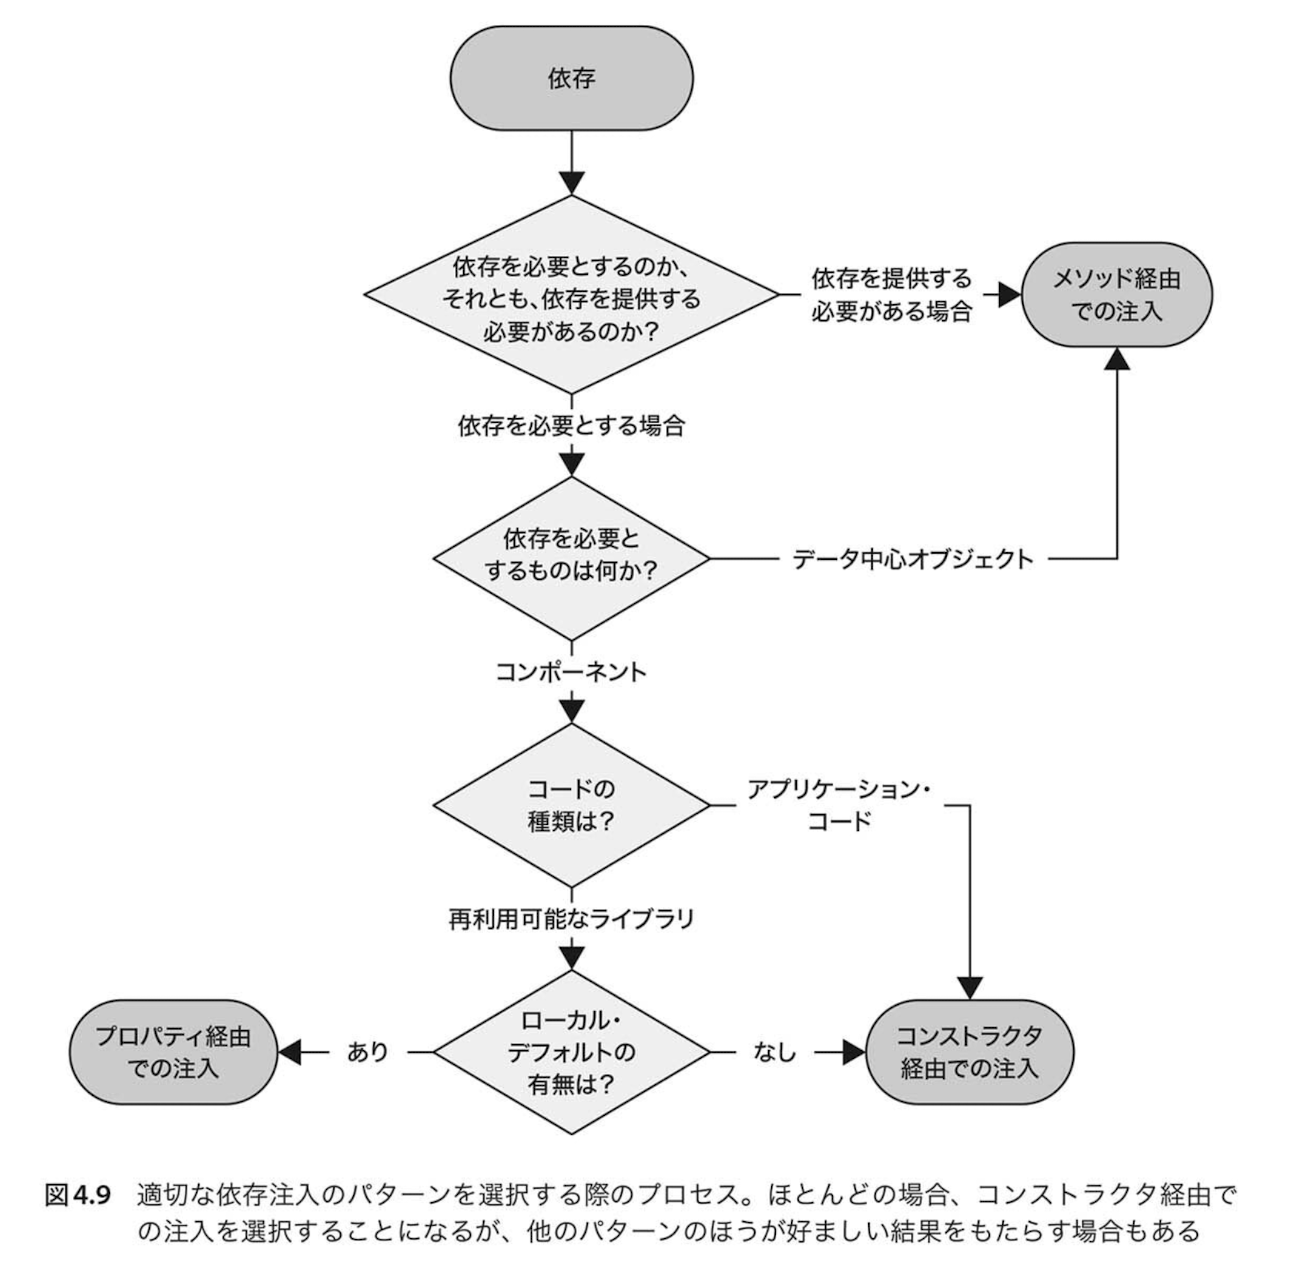 依存
依存を必要とするのか、
それとも、依存を提供する
必要があるのか?
依存を提供する
必要がある場合
メソッド経由
での注入
依存を必要とする場合
依存を必要と
するものは何か?
データ中心オブジェクト
コンポーネント
コードの
種類は?
アプリケーション・
コード
再利用可能なライブラリ
ローカル・
デフォルトの
有無は?
あり
プロパティ経由
での注入
なし
コンストラクタ
経由での注入
図4.9 適切な依存注入のパターンを選択する際のプロセス。ほとんどの場合、コンストラクタ経由で
の注入を選択することになるが、他のパターンのほうが好ましい結果をもたらす場合もある